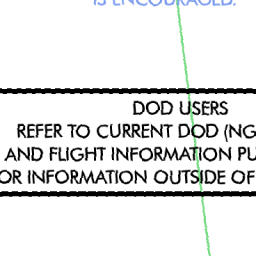 IS ENCOURAGED.
DOD USERS
REFER TO CURRENT DOD (NG
AND FLIGHT INFORMATION PU
OR INFORMATION OUTSIDE OF